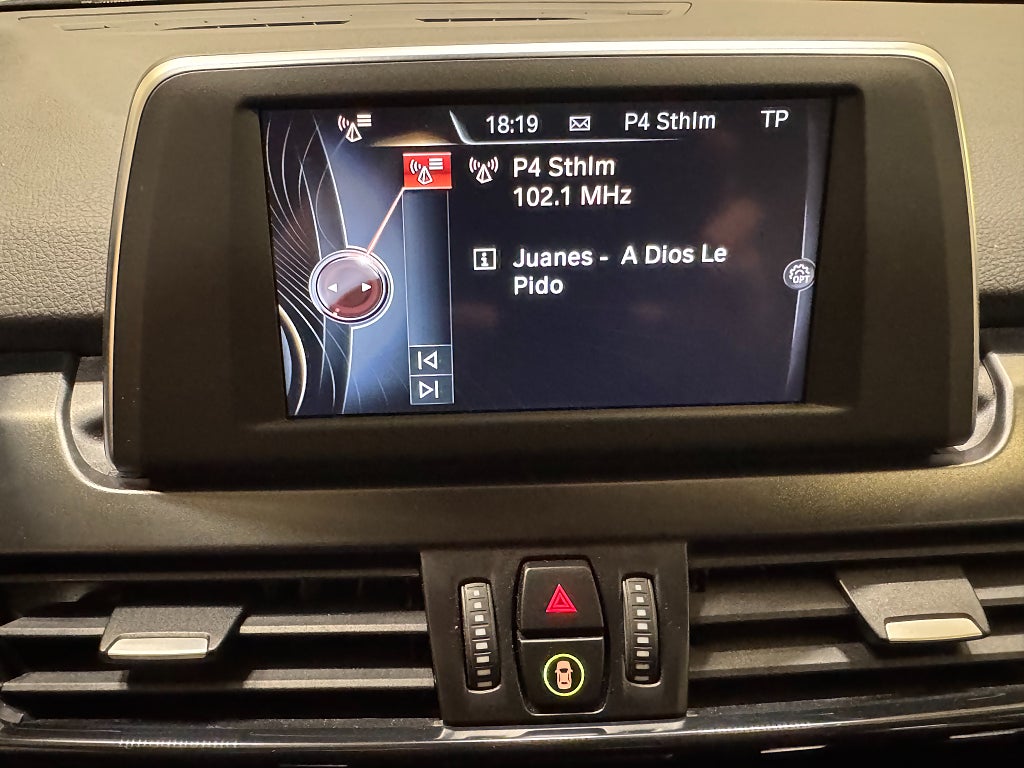 18:19 P4 Sthlm TP
P4 Sthlm
102.1 MHz
Juanes - A Dios Le
Pido
OPT